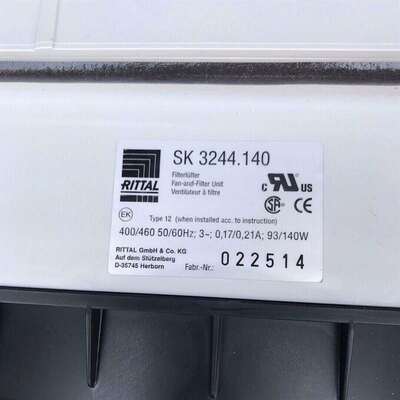 RITTAL
SK 3244.140
Filterlüfter
Fan-and-Filter Unit
Ventilateur à filtre
c UR US
SA CE
EK
Type 12 (when installed acc. to instruction)
400/460 50/60Hz; 3~; 0,17/0,21A; 93/140W
RITTAL GmbH & Co. KG
Auf dem Stützelberg
D-35745 Herborn
Fabr.-Nr.: 022514